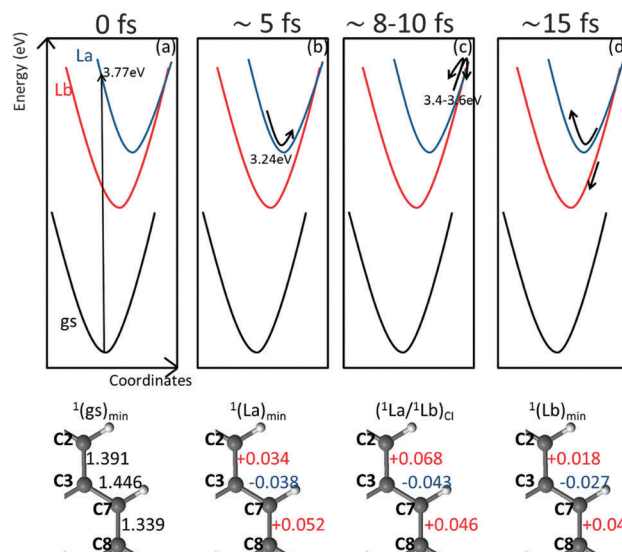 0 fs
~ 5 fs
~ 8-10 fs
~15 fs
Energy (eV)
(a)
(b)
(c)
(d
La
3.77eV
Lb
3.24eV
3.4-3.6eV
gs
Coordinates
¹(gs)min
¹(La)min
(¹La/¹Lb)CI
¹(Lb)min
C2
1.391
C3
1.446
C7
1.339
C8
C2
+0.034
C3
-0.038
C7
+0.052
C8
C2
+0.068
C3
-0.043
C7
+0.046
C8
C2
+0.018
C3
-0.027
C7
+0.04
C8